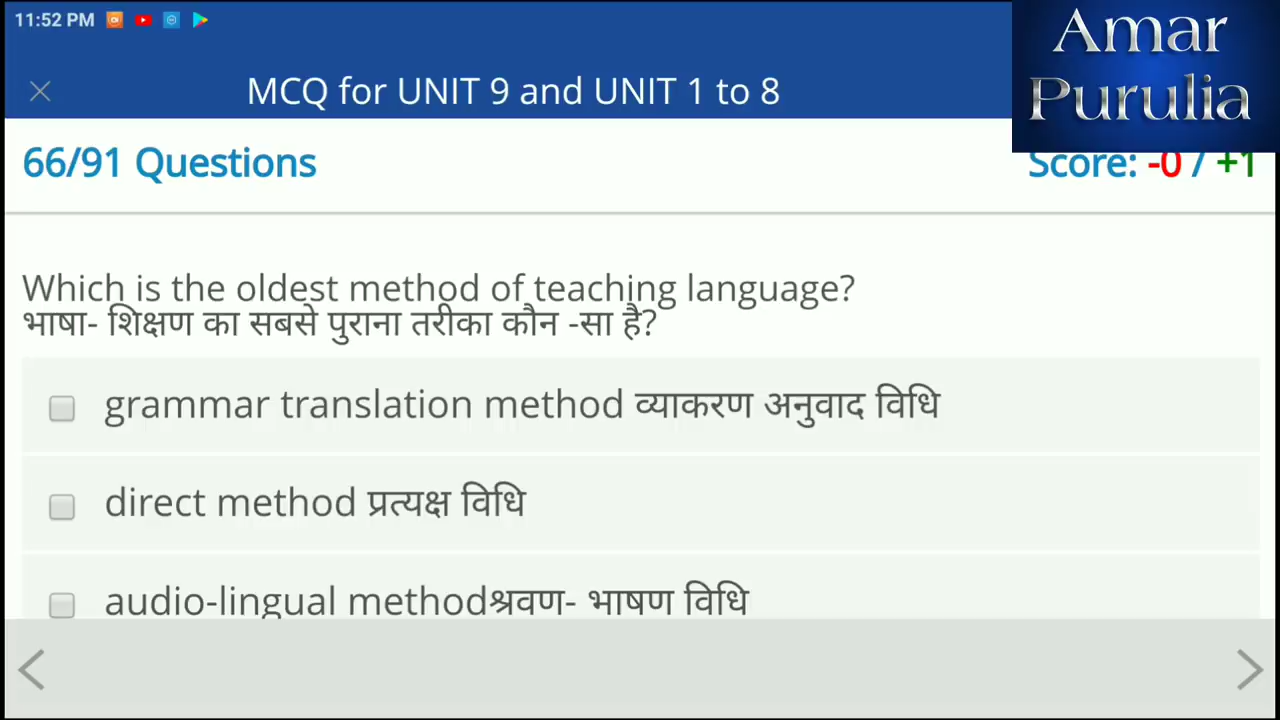 11:52 PM
Amar
Purulia
MCQ for UNIT 9 and UNIT 1 to 8
66/91 Questions
Score: -0 / +1
Which is the oldest method of teaching language?
भाषा- शिक्षण का सबसे पुराना तरीका कौन -सा है?
grammar translation method व्याकरण अनुवाद विधि
direct method प्रत्यक्ष विधि
audio-lingual methodश्रवण- भाषण विधि